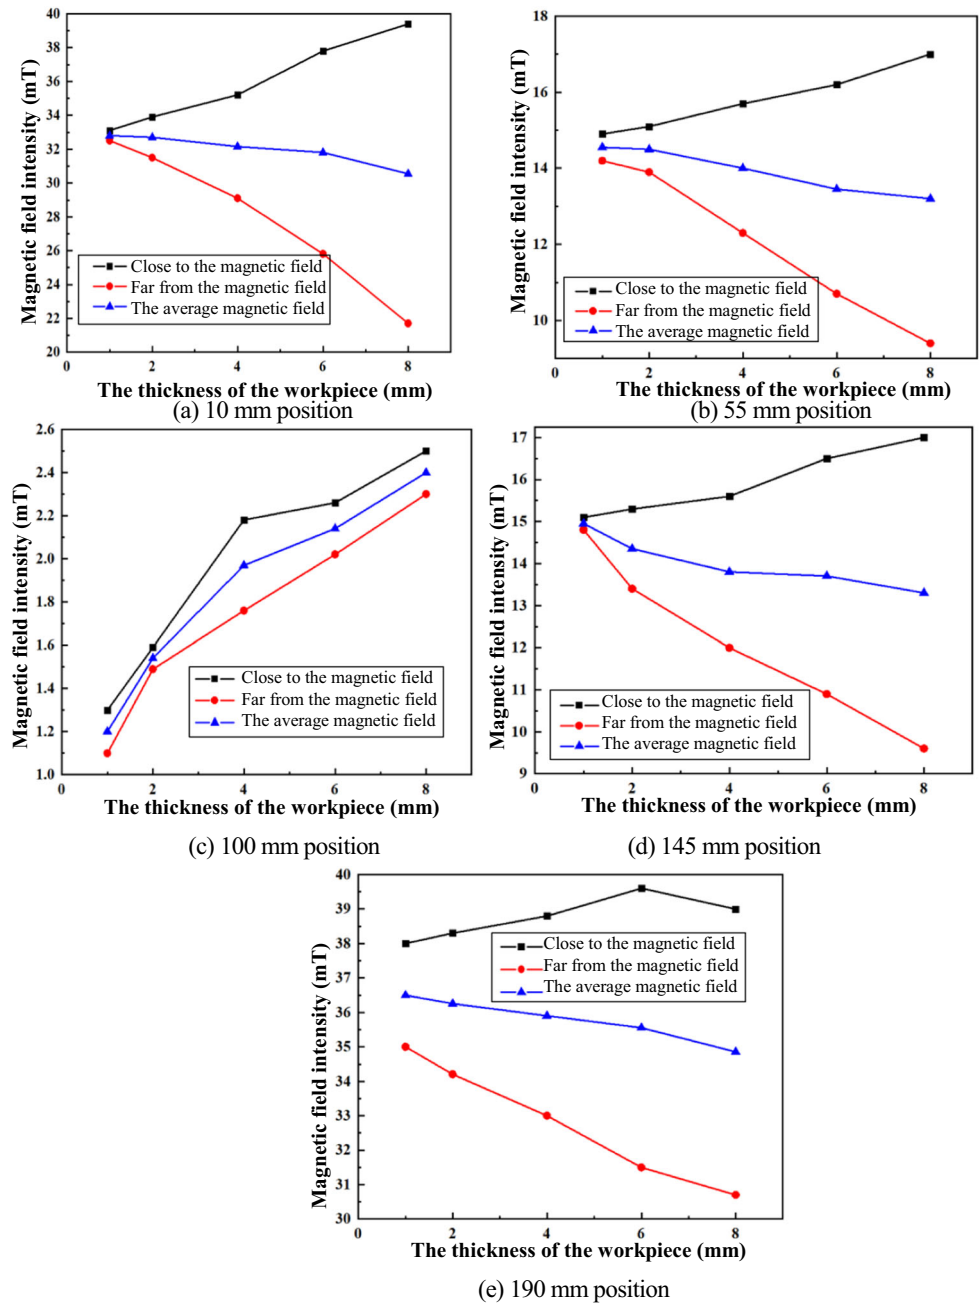 40
38
36
34
32
30
28
26
24
22
20
Magnetic field intensity (mT)
Close to the magnetic field
Far from the magnetic field
The average magnetic field
0 2 4 6 8
The thickness of the workpiece (mm)
(a) 10 mm position
18
16
14
12
10
Magnetic field intensity (mT)
Close to the magnetic field
Far from the magnetic field
The average magnetic field
0 2 4 6 8
The thickness of the workpiece (mm)
(b) 55 mm position
2.6
2.4
2.2
2.0
1.8
1.6
1.4
1.2
1.0
Magnetic field intensity (mT)
Close to the magnetic field
Far from the magnetic field
The average magnetic field
0 2 4 6 8
The thickness of the workpiece (mm)
(c) 100 mm position
17
16
15
14
13
12
11
10
9
Magnetic field intensity (mT)
Close to the magnetic field
Far from the magnetic field
The average magnetic field
0 2 4 6 8
The thickness of the workpiece (mm)
(d) 145 mm position
40
39
38
37
36
35
34
33
32
31
30
Magnetic field intensity (mT)
Close to the magnetic field
Far from the magnetic field
The average magnetic field
0 2 4 6 8
The thickness of the workpiece (mm)
(e) 190 mm position